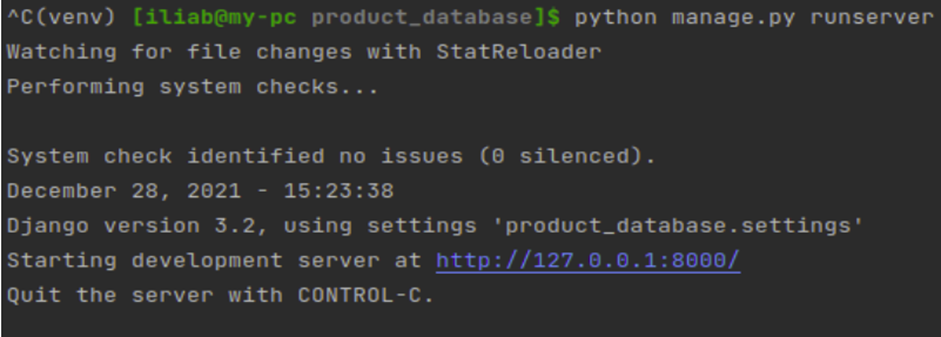 ^C(venv) [iliab@my-pc product_database]$ python manage.py runserver
Watching for file changes with StatReloader
Performing system checks...
System check identified no issues (0 silenced).
December 28, 2021 - 15:23:38
Django version 3.2, using settings 'product_database.settings'
Starting development server at http://127.0.0.1:8000/
Quit the server with CONTROL-C.